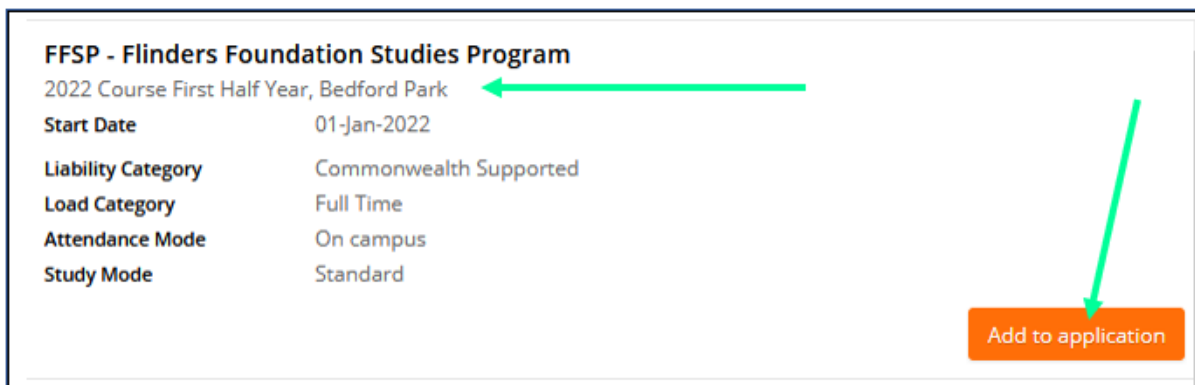 FFSP - Flinders Foundation Studies Program
2022 Course First Half Year, Bedford Park
Start Date 01-Jan-2022
Liability Category Commonwealth Supported
Load Category Full Time
Attendance Mode On campus
Study Mode Standard
Add to application